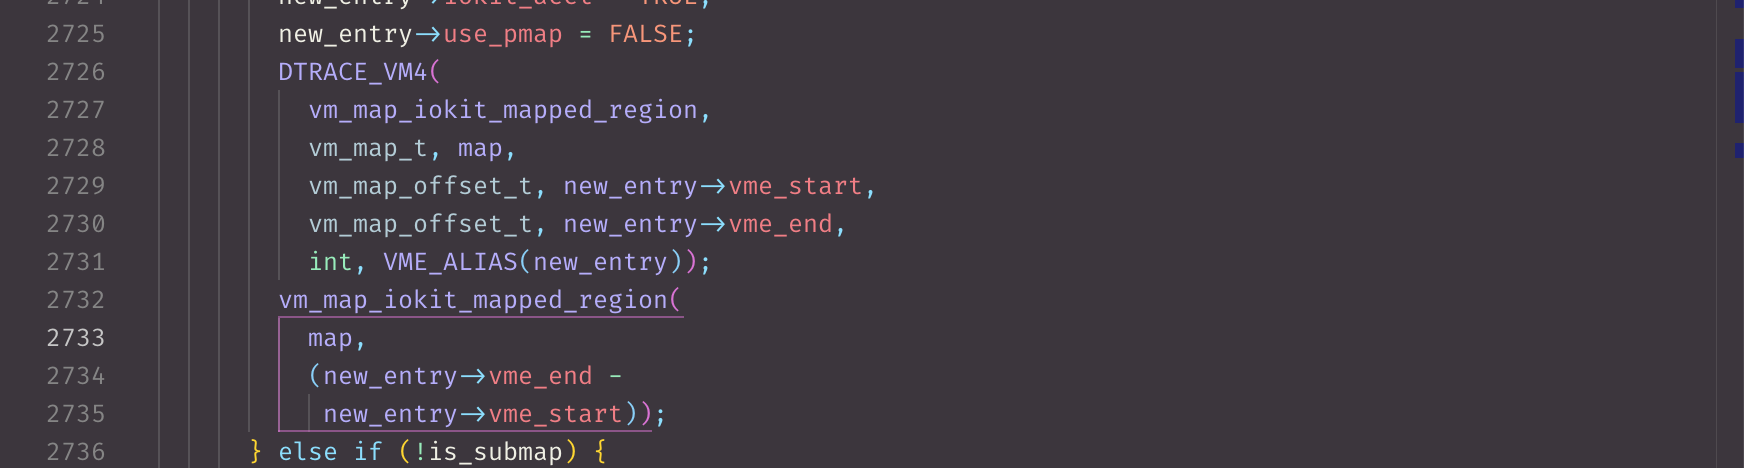 2724 new_entry->iokit_acct = TRUE;
2725 new_entry->use_pmap = FALSE;
2726 DTRACE_VM4(
2727 vm_map_iokit_mapped_region,
2728 vm_map_t, map,
2729 vm_map_offset_t, new_entry->vme_start,
2730 vm_map_offset_t, new_entry->vme_end,
2731 int, VME_ALIAS(new_entry));
2732 vm_map_iokit_mapped_region(
2733 map,
2734 (new_entry->vme_end -
2735 new_entry->vme_start));
2736 } else if (!is_submap) {